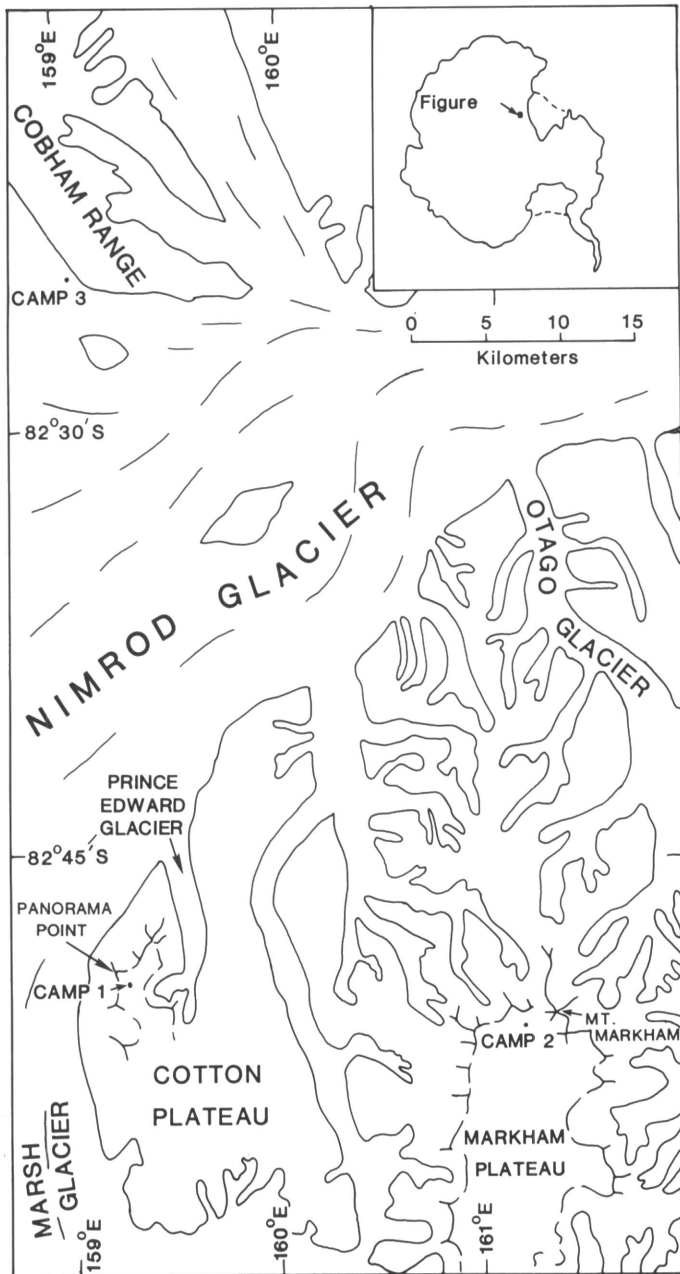 159°E
160°E
Figure
COBHAM RANGE
CAMP 3
0 5 10 15
Kilometers
82°30'S
NIMROD GLACIER
OTAGO
GLACIER
PRINCE
EDWARD
GLACIER
82°45'S
PANORAMA
POINT
CAMP 1
CAMP 2
MT.
MARKHAM
COTTON
PLATEAU
MARKHAM
PLATEAU
MARSH
GLACIER
159°E
160°E
161°E